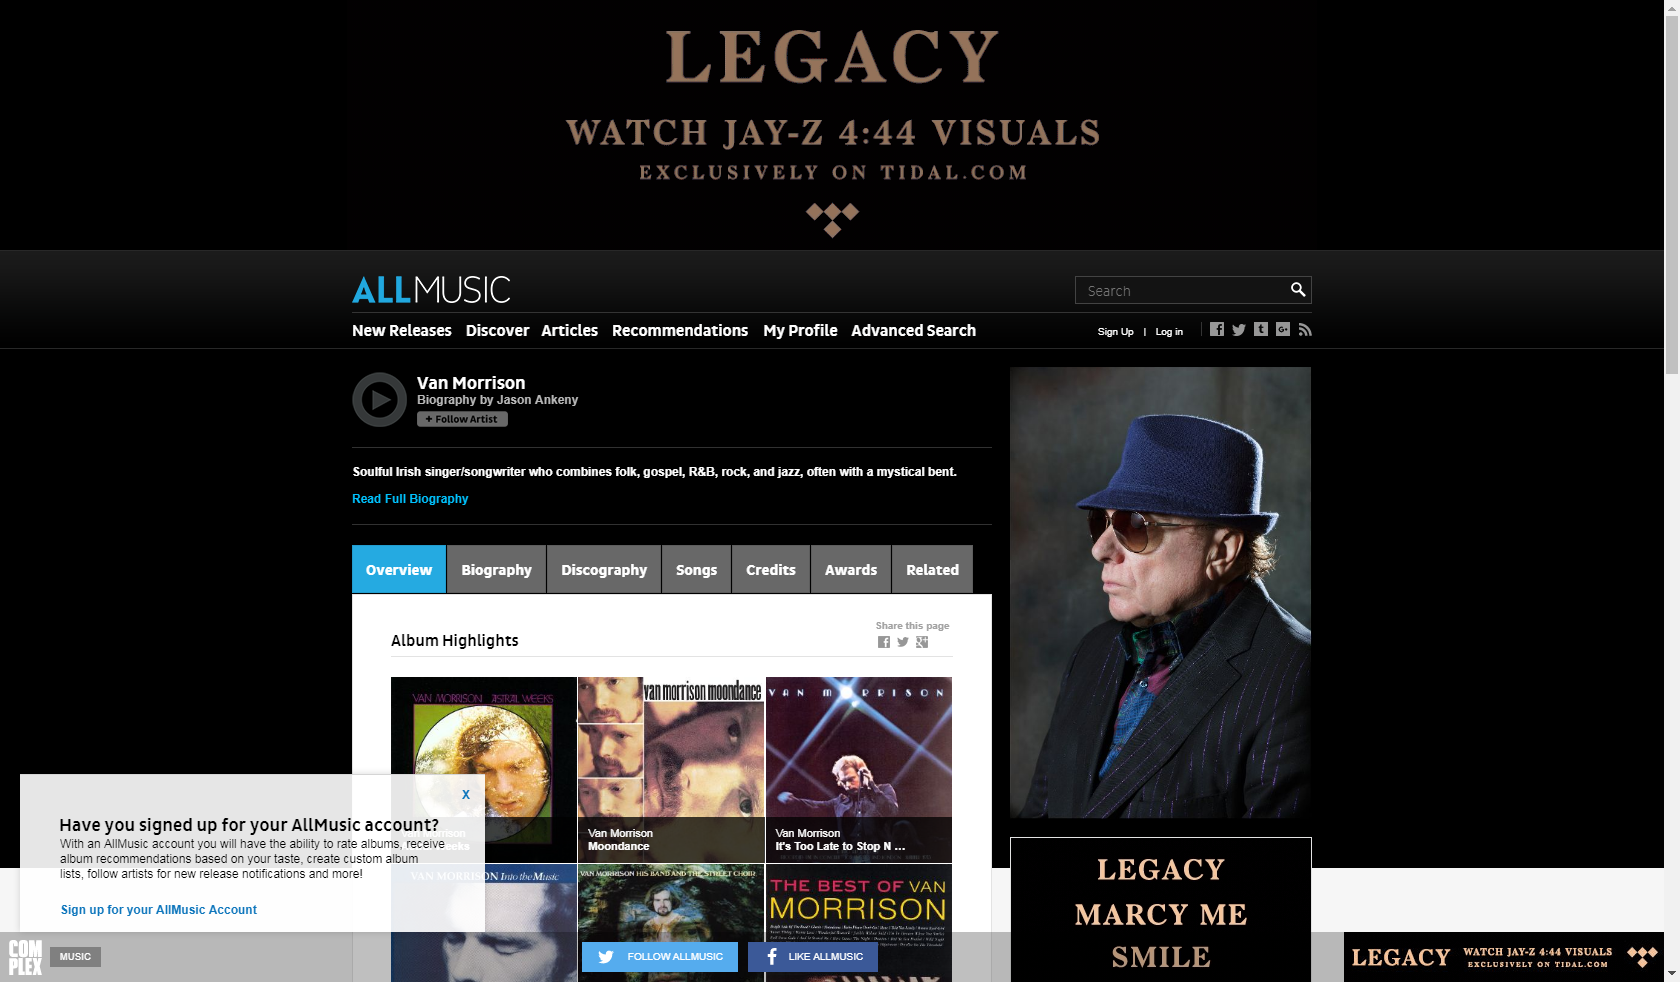 LEGACY
WATCH JAY-Z 4:44 VISUALS
EXCLUSIVELY ON TIDAL.COM
ALLMUSIC
Search
New Releases Discover Articles Recommendations My Profile Advanced Search
Sign Up | Log in
Van Morrison
Biography by Jason Ankeny
+ Follow Artist
Soulful Irish singer/songwriter who combines folk, gospel, R&B, rock, and jazz, often with a mystical bent.
Read Full Biography
Overview Biography Discography Songs Credits Awards Related
Share this page
Album Highlights
VAN MORRISON ASTRAL WEEKS
van morrison moondance
VAN MORRISON
Van Morrison
Moondance
Van Morrison
It's Too Late to Stop N ...
VAN MORRISON Into the Music
VAN MORRISON HIS BAND AND THE STREET CHOIR
THE BEST OF VAN
MORRISON
X
Have you signed up for your AllMusic account?
With an AllMusic account you will have the ability to rate albums, receive
album recommendations based on your taste, create custom album
lists, follow artists for new release notifications and more!
Sign up for your AllMusic Account
LEGACY
MARCY ME
SMILE
COM
PLEX
MUSIC
FOLLOW ALLMUSIC
LIKE ALLMUSIC
LEGACY
WATCH JAY-Z 4:44 VISUALS
EXCLUSIVELY ON TIDAL.COM